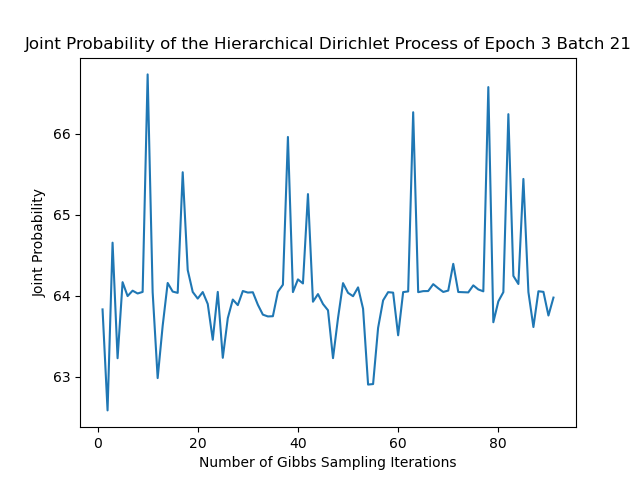 Joint Probability of the Hierarchical Dirichlet Process of Epoch 3 Batch 21
66
65
64
63
Joint Probability
0 20 40 60 80
Number of Gibbs Sampling Iterations